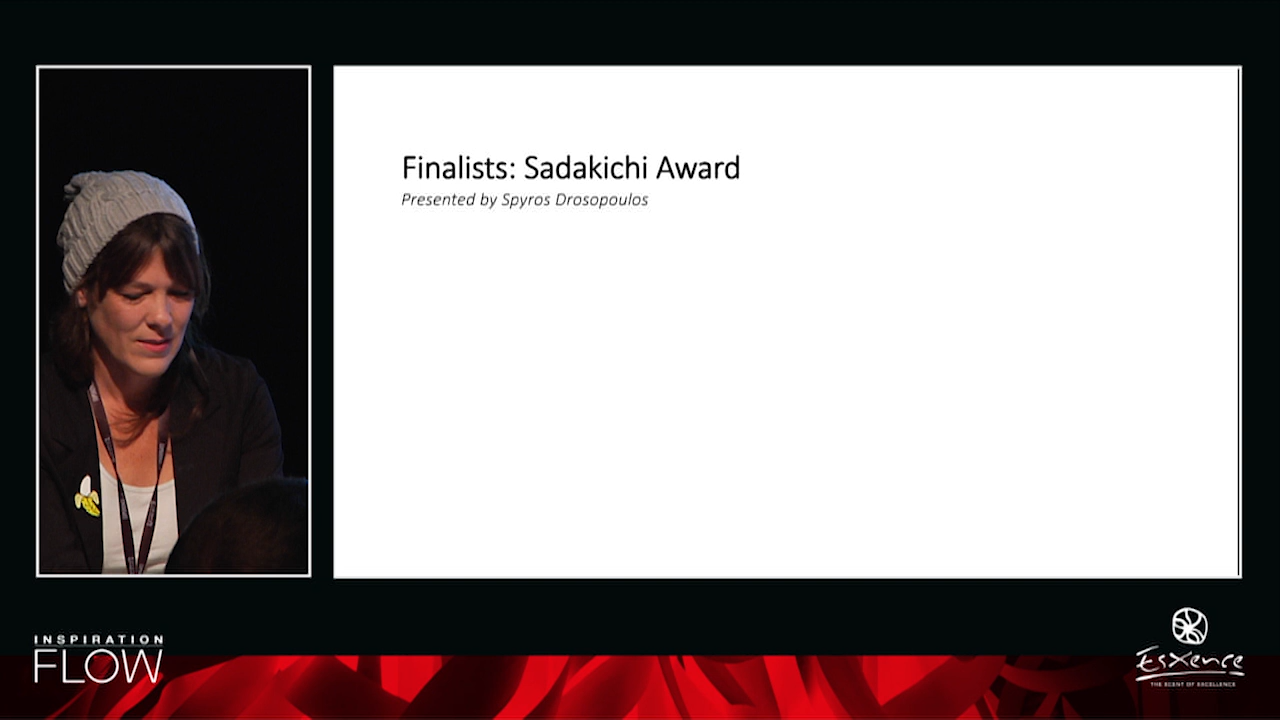 Finalists: Sadakichi Award
Presented by Spyros Drosopoulos
INSPIRATION
FLOW
Esxence
THE SCENT OF EXCELLENCE